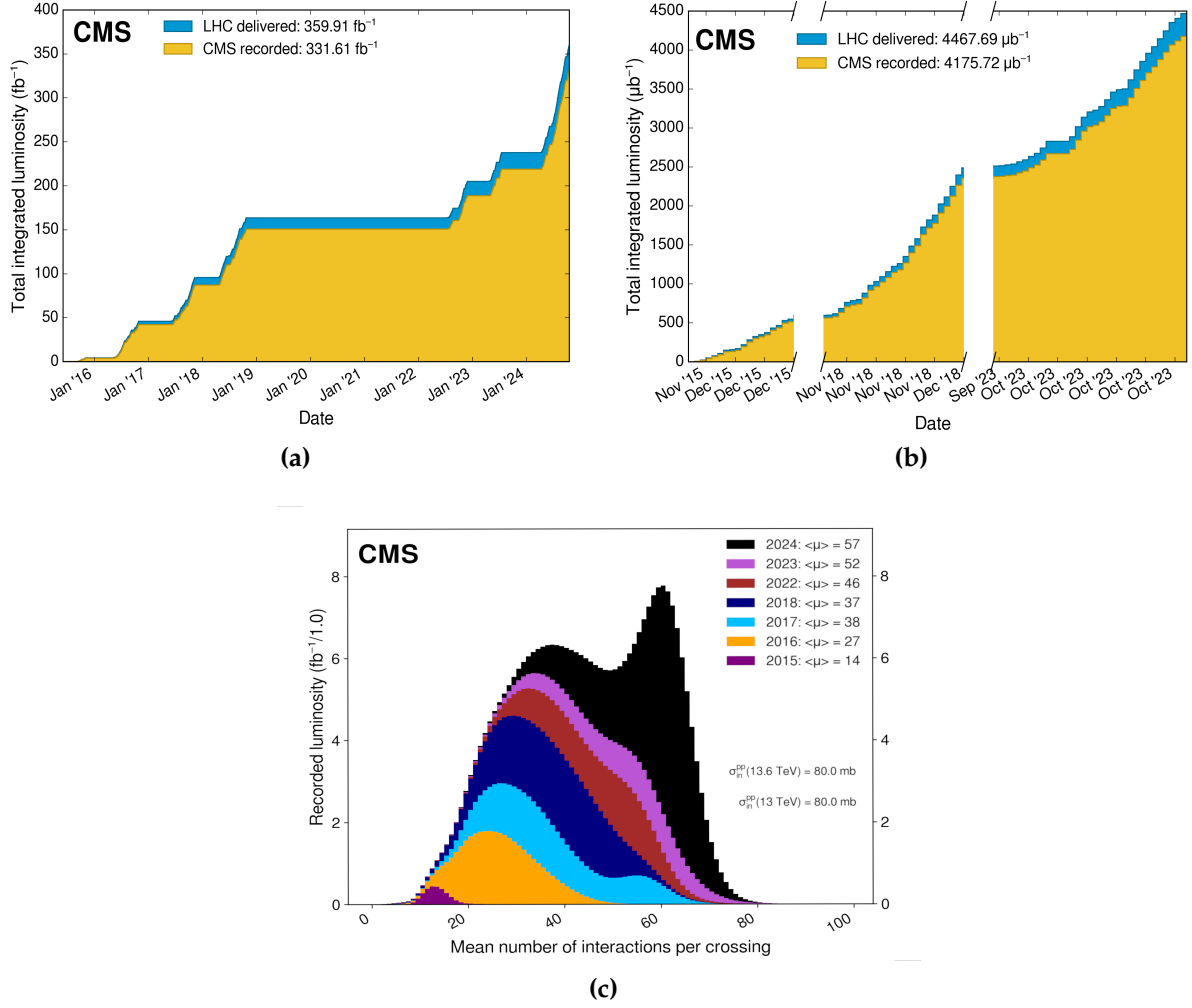 CMS
LHC delivered: 359.91 fb⁻¹
CMS recorded: 331.61 fb⁻¹
Total integrated luminosity (fb⁻¹)
400
350
300
250
200
150
100
50
0
Jan '16
Jan '17
Jan '18
Jan '19
Jan '20
Jan '21
Jan '22
Jan '23
Jan '24
Date
(a)
CMS
LHC delivered: 4467.69 μb⁻¹
CMS recorded: 4175.72 μb⁻¹
Total integrated luminosity (μb⁻¹)
4500
4000
3500
3000
2500
2000
1500
1000
500
0
Nov '15
Dec '15
Dec '15
Dec '15
Nov '18
Nov '18
Nov '18
Nov '18
Dec '18
Sep '23
Oct '23
Oct '23
Oct '23
Oct '23
Oct '23
Oct '23
Date
(b)
CMS
2024: <μ> = 57
2023: <μ> = 52
2022: <μ> = 46
2018: <μ> = 37
2017: <μ> = 38
2016: <μ> = 27
2015: <μ> = 14
σ_in^pp(13.6 TeV) = 80.0 mb
σ_in^pp(13 TeV) = 80.0 mb
Recorded luminosity (fb⁻¹/1.0)
8
6
4
2
0
8
6
4
2
0
0
20
40
60
80
100
Mean number of interactions per crossing
(c)